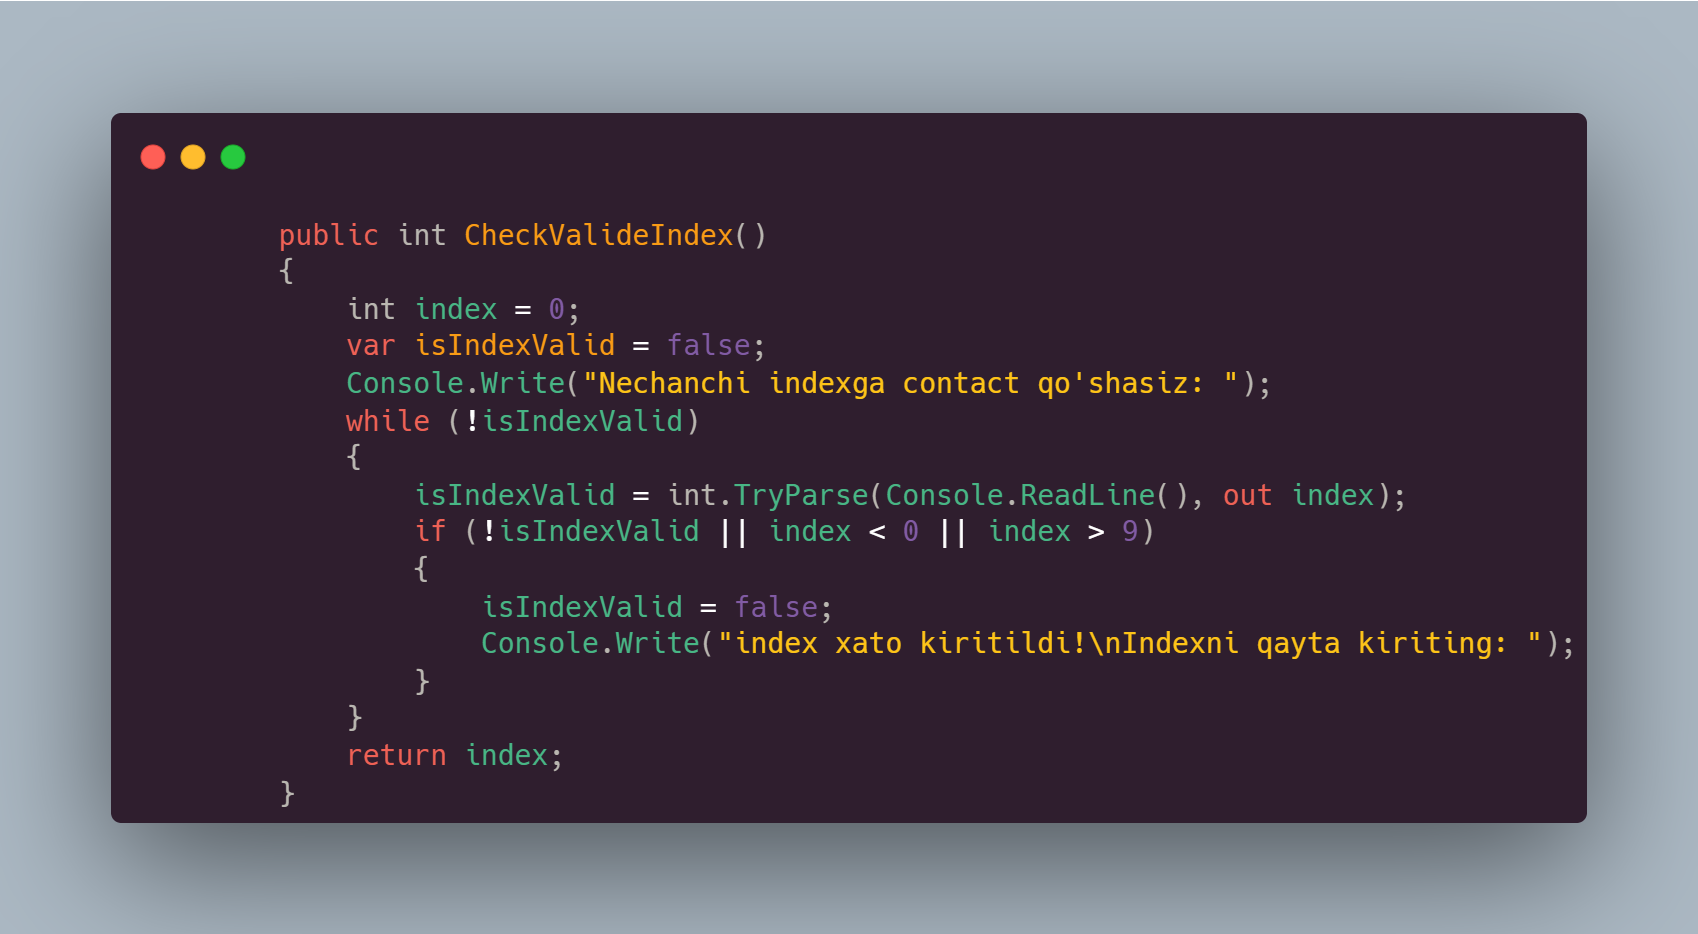 public int CheckValideIndex()
{
    int index = 0;
    var isIndexValid = false;
    Console.Write("Nechanchi indexga contact qo'shasiz: ");
    while (!isIndexValid)
    {
        isIndexValid = int.TryParse(Console.ReadLine(), out index);
        if (!isIndexValid || index < 0 || index > 9)
        {
            isIndexValid = false;
            Console.Write("index xato kiritildi!\nIndexni qayta kiriting: ");
        }
    }
    return index;
}